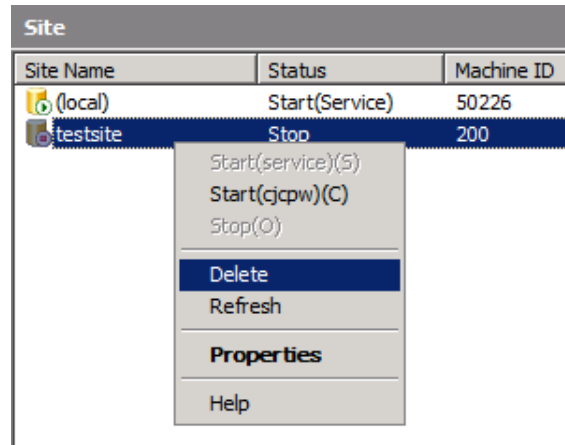 Site
Site Name Status Machine ID
(local) Start(Service) 50226
testsite Stop 200
Start(service)(S)
Start(cjcpw)(C)
Stop(O)
Delete
Refresh
Properties
Help